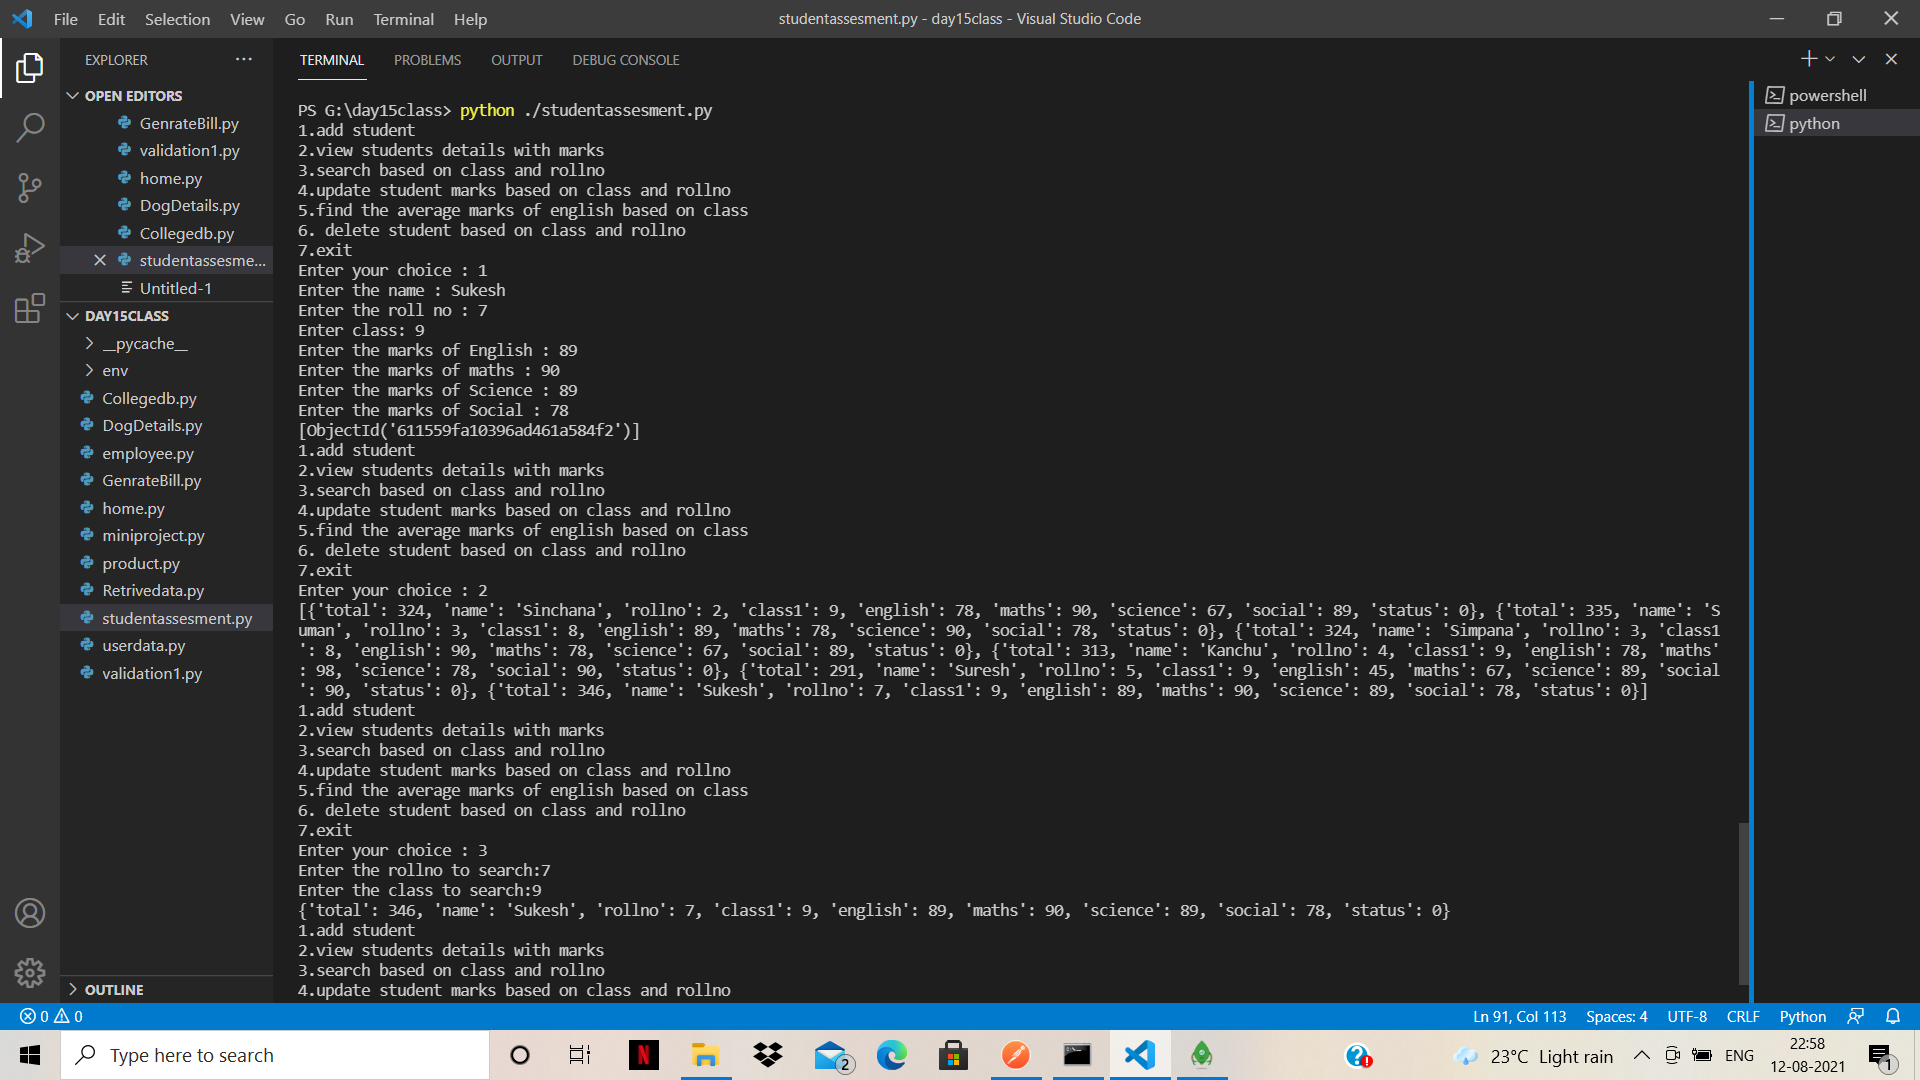 File Edit Selection View Go Run Terminal Help
studentassesment.py - day15class - Visual Studio Code
EXPLORER
OPEN EDITORS
GenrateBill.py
validation1.py
home.py
DogDetails.py
Collegedb.py
studentassesme...
Untitled-1
DAY15CLASS
__pycache__
env
Collegedb.py
DogDetails.py
employee.py
GenrateBill.py
home.py
miniproject.py
product.py
Retrivedata.py
studentassesment.py
userdata.py
validation1.py
OUTLINE
TERMINAL PROBLEMS OUTPUT DEBUG CONSOLE
PS G:\day15class> python ./studentassesment.py
1.add student
2.view students details with marks
3.search based on class and rollno
4.update student marks based on class and rollno
5.find the average marks of english based on class
6. delete student based on class and rollno
7.exit
Enter your choice : 1
Enter the name : Sukesh
Enter the roll no : 7
Enter class: 9
Enter the marks of English : 89
Enter the marks of maths : 90
Enter the marks of Science : 89
Enter the marks of Social : 78
[ObjectId('611559fa10396ad461a584f2')]
1.add student
2.view students details with marks
3.search based on class and rollno
4.update student marks based on class and rollno
5.find the average marks of english based on class
6. delete student based on class and rollno
7.exit
Enter your choice : 2
[{'total': 324, 'name': 'Sinchana', 'rollno': 2, 'class1': 9, 'english': 78, 'maths': 90, 'science': 67, 'social': 89, 'status': 0}, {'total': 335, 'name': 'S
uman', 'rollno': 3, 'class1': 8, 'english': 89, 'maths': 78, 'science': 90, 'social': 78, 'status': 0}, {'total': 324, 'name': 'Simpana', 'rollno': 3, 'class1
': 8, 'english': 90, 'maths': 78, 'science': 67, 'social': 89, 'status': 0}, {'total': 313, 'name': 'Kanchu', 'rollno': 4, 'class1': 9, 'english': 78, 'maths'
: 98, 'science': 78, 'social': 90, 'status': 0}, {'total': 291, 'name': 'Suresh', 'rollno': 5, 'class1': 9, 'english': 45, 'maths': 67, 'science': 89, 'social
': 90, 'status': 0}, {'total': 346, 'name': 'Sukesh', 'rollno': 7, 'class1': 9, 'english': 89, 'maths': 90, 'science': 89, 'social': 78, 'status': 0}]
1.add student
2.view students details with marks
3.search based on class and rollno
4.update student marks based on class and rollno
5.find the average marks of english based on class
6. delete student based on class and rollno
7.exit
Enter your choice : 3
Enter the rollno to search:7
Enter the class to search:9
{'total': 346, 'name': 'Sukesh', 'rollno': 7, 'class1': 9, 'english': 89, 'maths': 90, 'science': 89, 'social': 78, 'status': 0}
1.add student
2.view students details with marks
3.search based on class and rollno
4.update student marks based on class and rollno
powershell
python
0 0
Ln 91, Col 113 Spaces: 4 UTF-8 CRLF Python
Type here to search
N
2
23°C Light rain
ENG
22:58
12-08-2021
1